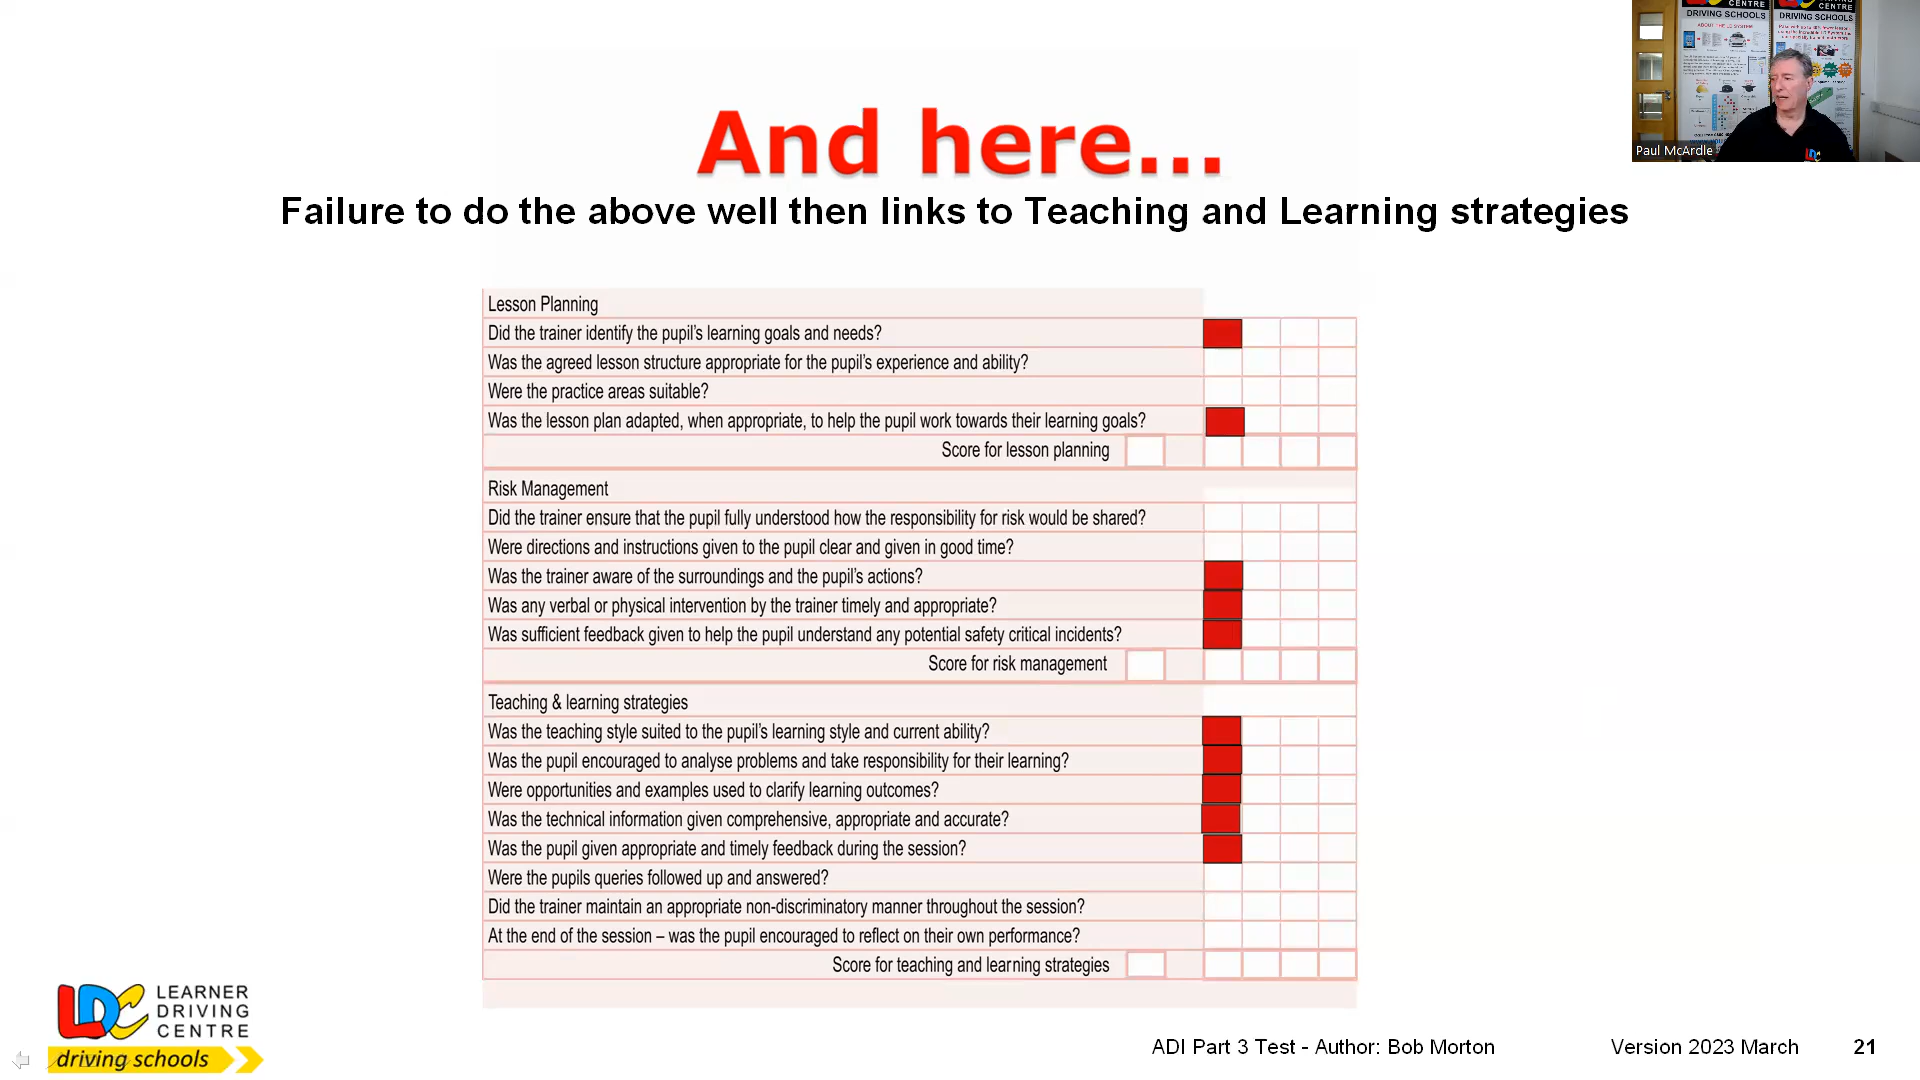 CENTRE
CENTRE
DRIVING SCHOOLS
DRIVING SCHOOLS
ABOUT THE LD SYSTEM
Paul McArdle
LDC
And here...
Failure to do the above well then links to Teaching and Learning strategies
Lesson Planning
Did the trainer identify the pupil's learning goals and needs?
Was the agreed lesson structure appropriate for the pupil's experience and ability?
Were the practice areas suitable?
Was the lesson plan adapted, when appropriate, to help the pupil work towards their learning goals?
Score for lesson planning
Risk Management
Did the trainer ensure that the pupil fully understood how the responsibility for risk would be shared?
Were directions and instructions given to the pupil clear and given in good time?
Was the trainer aware of the surroundings and the pupil's actions?
Was any verbal or physical intervention by the trainer timely and appropriate?
Was sufficient feedback given to help the pupil understand any potential safety critical incidents?
Score for risk management
Teaching & learning strategies
Was the teaching style suited to the pupil's learning style and current ability?
Was the pupil encouraged to analyse problems and take responsibility for their learning?
Were opportunities and examples used to clarify learning outcomes?
Was the technical information given comprehensive, appropriate and accurate?
Was the pupil given appropriate and timely feedback during the session?
Were the pupils queries followed up and answered?
Did the trainer maintain an appropriate non-discriminatory manner throughout the session?
At the end of the session – was the pupil encouraged to reflect on their own performance?
Score for teaching and learning strategies
LDC
LEARNER
DRIVING
CENTRE
driving schools
ADI Part 3 Test - Author: Bob Morton
Version 2023 March
21